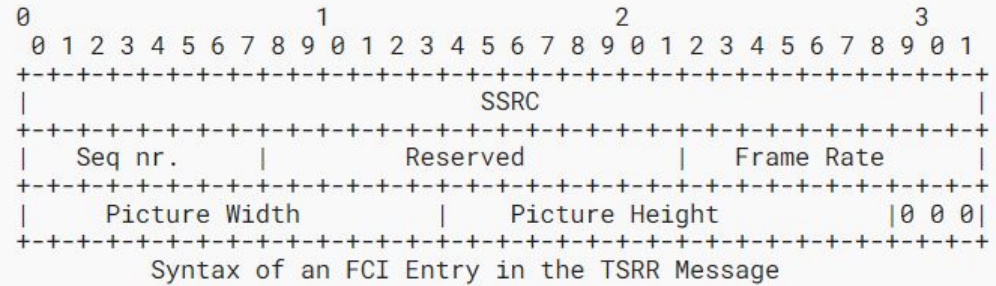 0                   1                   2                   3
 0 1 2 3 4 5 6 7 8 9 0 1 2 3 4 5 6 7 8 9 0 1 2 3 4 5 6 7 8 9 0 1
+-+-+-+-+-+-+-+-+-+-+-+-+-+-+-+-+-+-+-+-+-+-+-+-+-+-+-+-+-+-+-+-+
|                              SSRC                             |
+-+-+-+-+-+-+-+-+-+-+-+-+-+-+-+-+-+-+-+-+-+-+-+-+-+-+-+-+-+-+-+-+
|   Seq nr.     |         Reserved          |   Frame Rate      |
+-+-+-+-+-+-+-+-+-+-+-+-+-+-+-+-+-+-+-+-+-+-+-+-+-+-+-+-+-+-+-+-+
|     Picture Width         |    Picture Height           |0 0 0|
+-+-+-+-+-+-+-+-+-+-+-+-+-+-+-+-+-+-+-+-+-+-+-+-+-+-+-+-+-+-+-+-+
Syntax of an FCI Entry in the TSRR Message